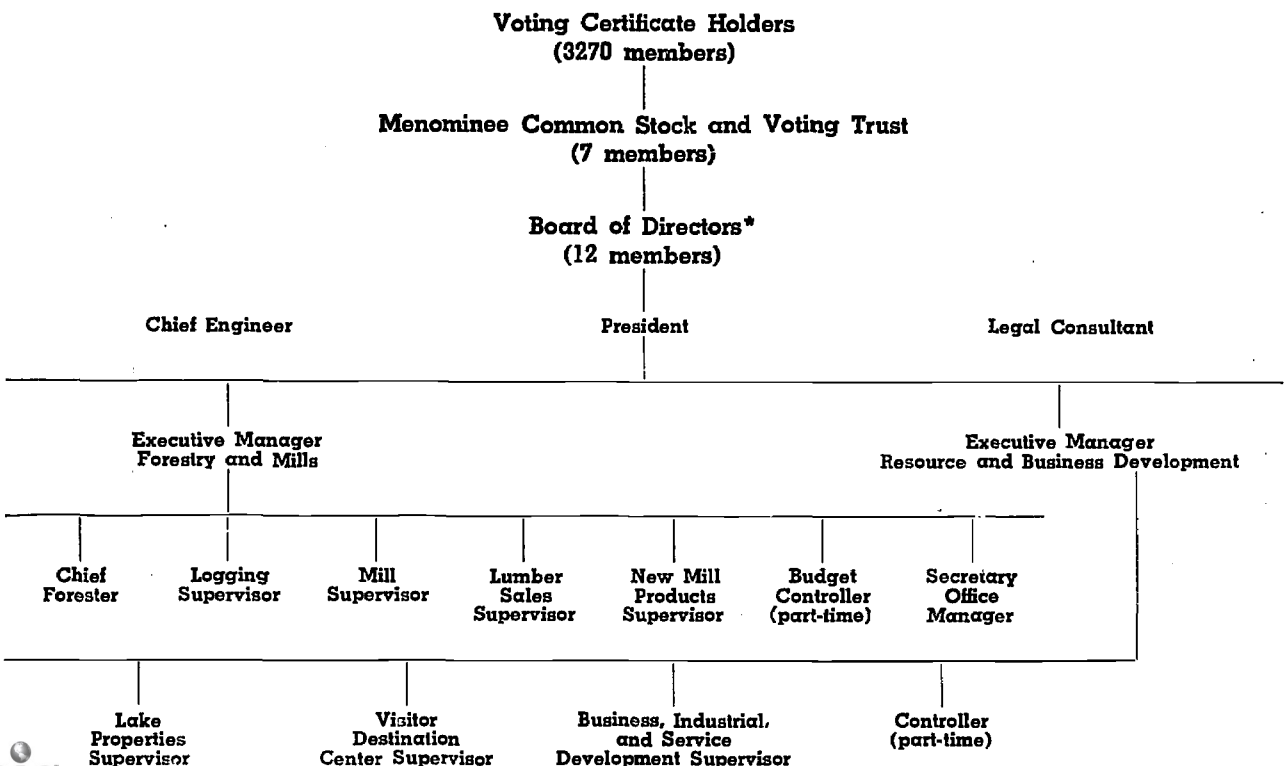 Voting Certificate Holders
(3270 members)
Menominee Common Stock and Voting Trust
(7 members)
Board of Directors*
(12 members)
Chief Engineer
President
Legal Consultant
Executive Manager
Forestry and Mills
Executive Manager
Resource and Business Development
Chief
Forester
Logging
Supervisor
Mill
Supervisor
Lumber
Sales
Supervisor
New Mill
Products
Supervisor
Budget
Controller
(part-time)
Secretary
Office
Manager
Lake
Properties
Supervisor
Visitor
Destination
Center Supervisor
Business, Industrial,
and Service
Development Supervisor
Controller
(part-time)